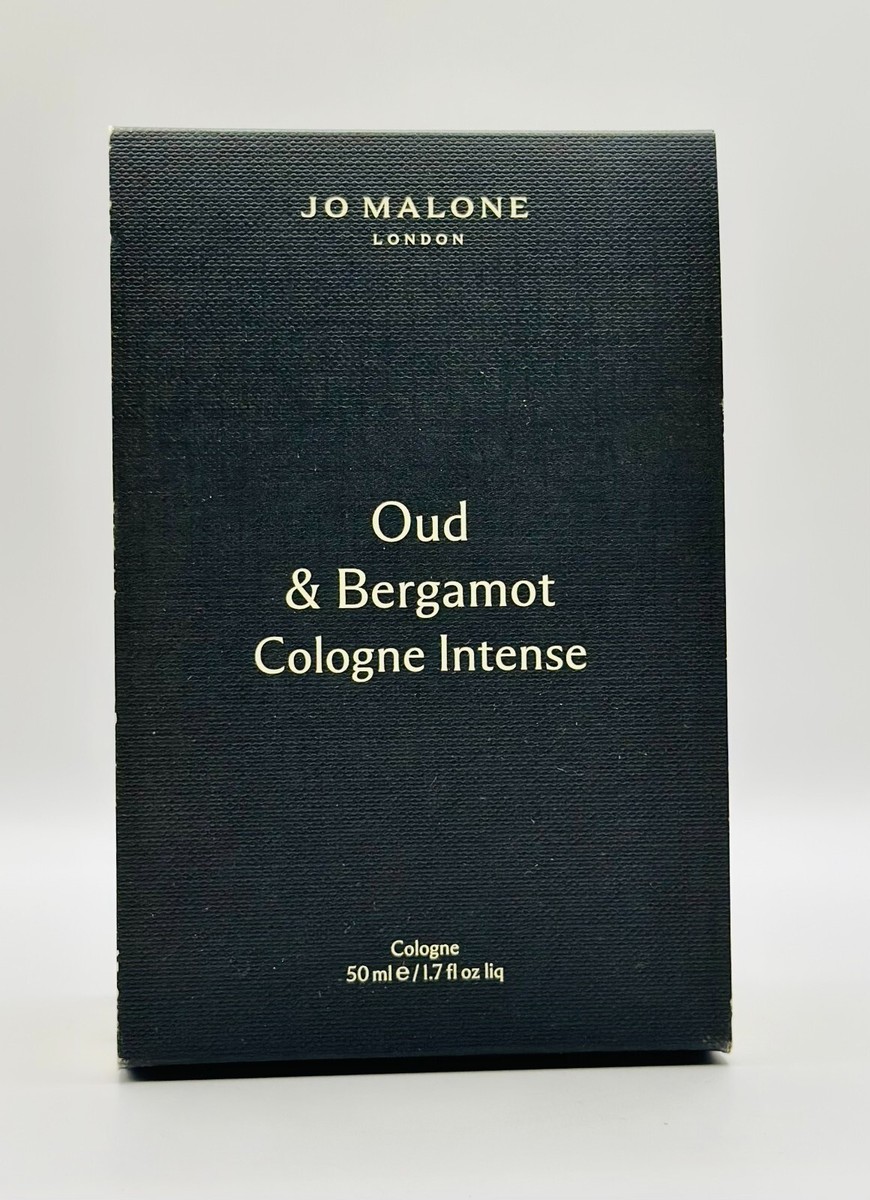 JO MALONE
LONDON
Oud
& Bergamot
Cologne Intense
Cologne
50 ml ℮ / 1.7 fl oz liq